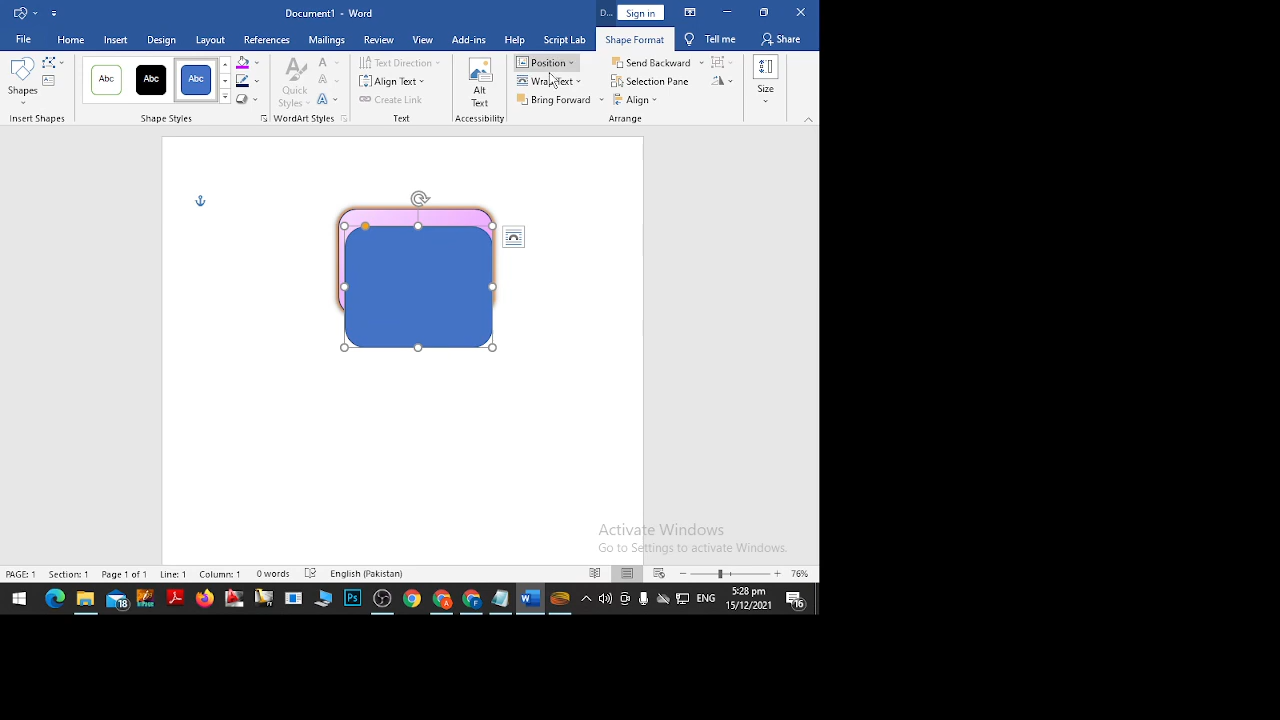 Document1 - Word
D... Sign in
File Home Insert Design Layout References Mailings Review View Add-ins Help Script Lab Shape Format Tell me Share
Shapes
Insert Shapes
Abc Abc Abc
Shape Styles
Quick Styles
WordArt Styles
Text Direction
Align Text
Create Link
Text
Alt Text
Accessibility
Position
Wrap Text
Bring Forward
Send Backward
Selection Pane
Align
Arrange
Size
Activate Windows
Go to Settings to activate Windows.
PAGE: 1 Section: 1 Page 1 of 1 Line: 1 Column: 1 0 words English (Pakistan) 76%
18 Ps A F ENG 5:28 pm
15/12/2021 16